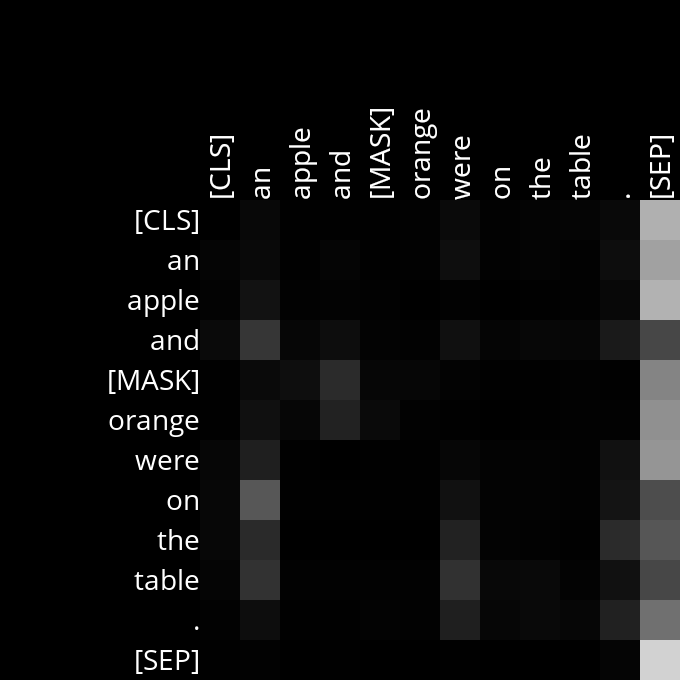 [CLS]
an
apple
and
[MASK]
orange
were
on
the
table
.
[SEP]
[CLS]
an
apple
and
[MASK]
orange
were
on
the
table
.
[SEP]